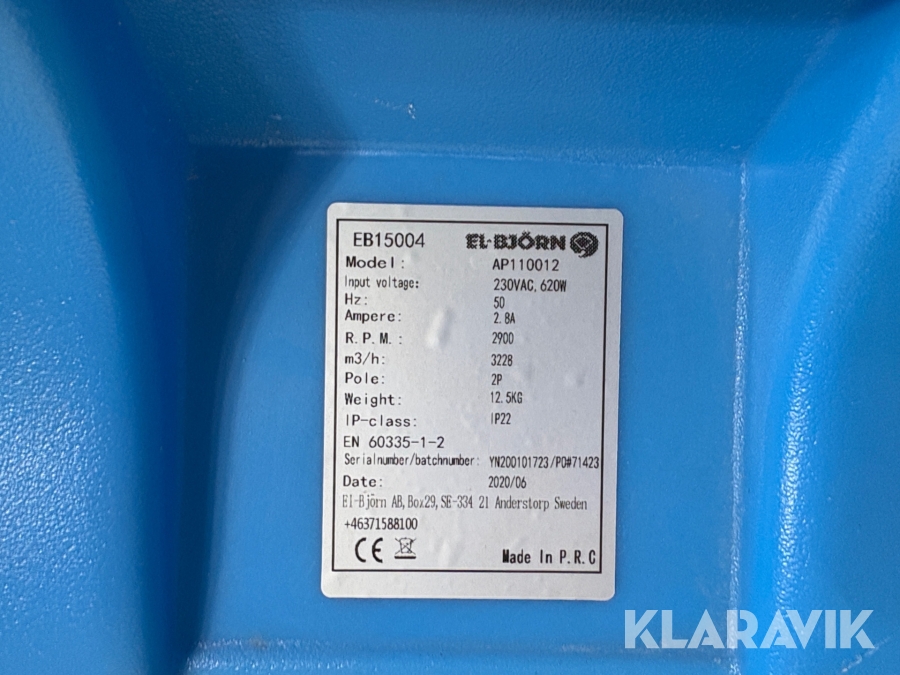 EB15004 EL-BJÖRN
Model: AP110012
Input voltage: 230VAC, 620W
Hz: 50
Ampere: 2.8A
R.P.M.: 2900
m3/h: 3228
Pole: 2P
Weight: 12.5KG
IP-class: IP22
EN 60335-1-2
Serialnumber/batchnumber: YN200101723/PO#71423
Date: 2020/06
El-Björn AB, Box29, SE-334 21 Anderstorp Sweden
+46371588100
CE Made In P.R.C
KLARAVIK